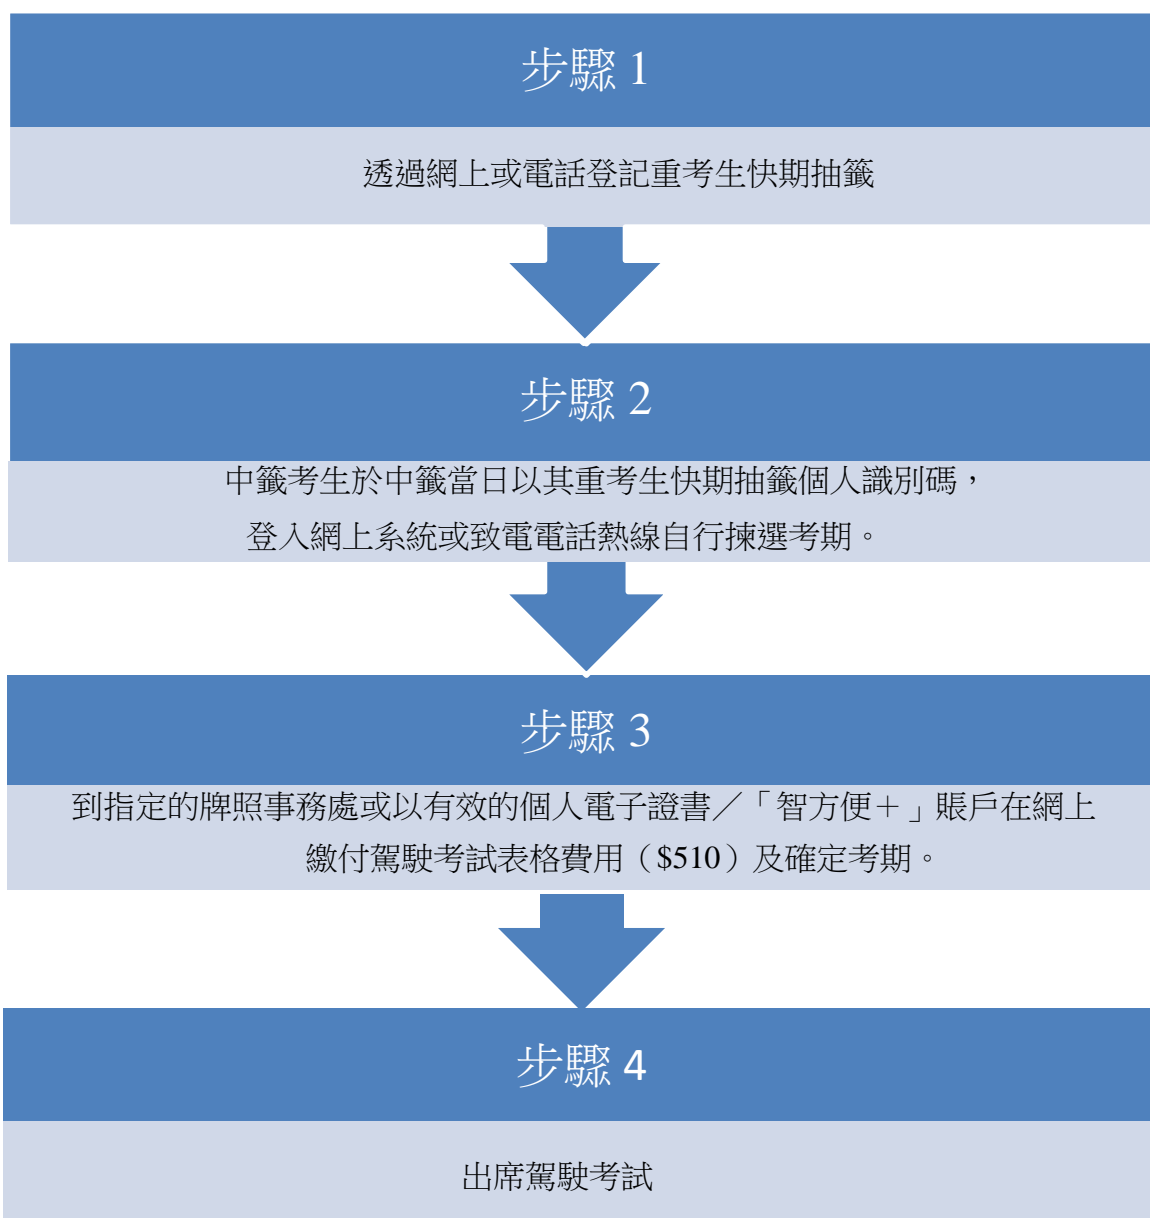 步驟 1
透過網上或電話登記重考生快期抽籤
步驟 2
中籤考生於中籤當日以其重考生快期抽籤個人識別碼，
登入網上系統或致電電話熱線自行揀選考期。
步驟 3
到指定的牌照事務處或以有效的個人電子證書／「智方便＋」賬戶在網上
繳付駕駛考試表格費用（$510）及確定考期。
步驟 4
出席駕駛考試